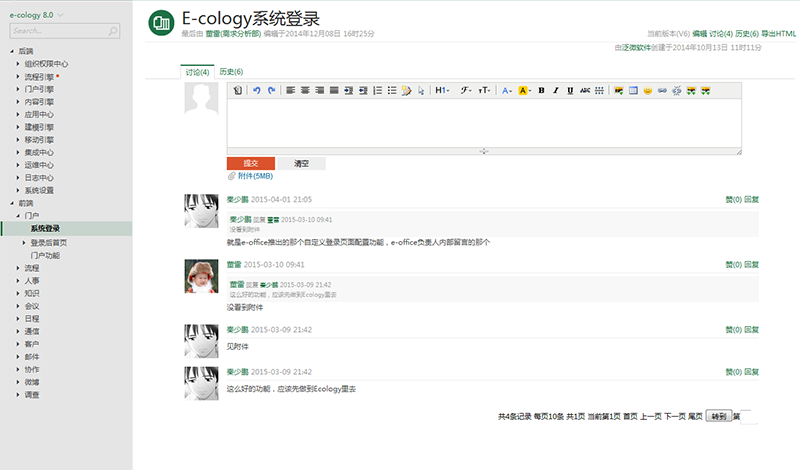 e-cology 8.0
Search...
后端
组织权限中心
流程引擎
门户引擎
内容引擎
应用中心
建模引擎
移动引擎
集成中心
运维中心
日志中心
系统设置
前端
门户
系统登录
登录后首页
门户功能
流程
人事
知识
会议
日程
通信
客户
邮件
协作
微博
调查
E-cology系统登录
最后由 董雷(需求分析部) 编辑于2014年12月08日 16时25分
当前版本(V6) 编辑 讨论(4) 历史(6) 导出HTML
由泛微软件创建于2014年10月13日 11时11分
讨论(4) 历史(6)
H1 T A A B I U ABC
提交 清空
附件(5MB)
秦少鹏 2015-04-01 21:05 赞(0) 回复
秦少鹏 回复 董雷 2015-03-10 09:41
没看到附件
就是e-office推出的那个自定义登录页面配置功能，e-office负责人内部留言的那个
董雷 2015-03-10 09:41 赞(0) 回复
董雷 回复 秦少鹏 2015-03-09 21:42
这么好的功能，应该先做到Ecology里去
没看到附件
秦少鹏 2015-03-09 21:42 赞(0) 回复
见附件
秦少鹏 2015-03-09 21:42 赞(0) 回复
这么好的功能，应该先做到Ecology里去
共4条记录 每页10条 共1页 当前第1页 首页 上一页 下一页 尾页 转到 第